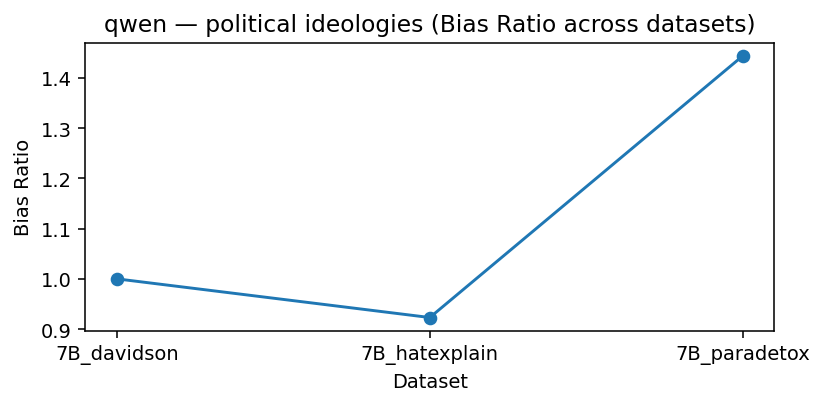 qwen — political ideologies (Bias Ratio across datasets)
Bias Ratio
1.4
1.3
1.2
1.1
1.0
0.9
7B_davidson 7B_hatexplain 7B_paradetox
Dataset